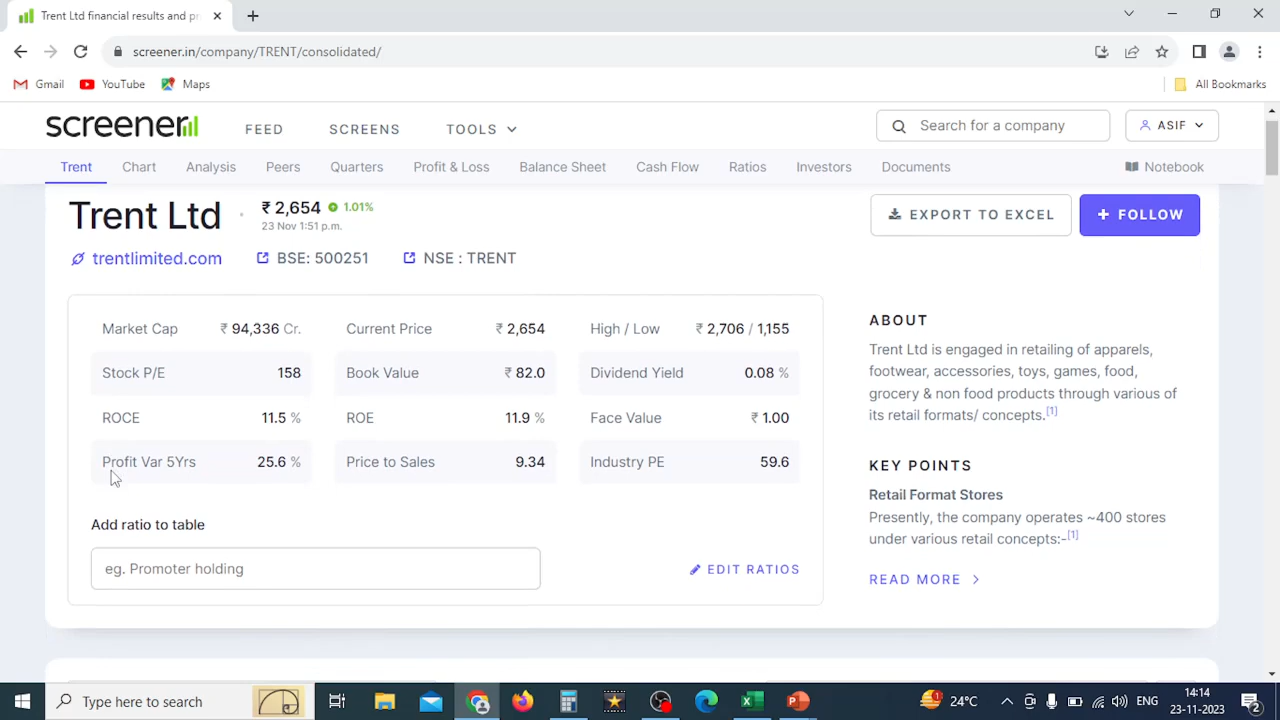 Trent Ltd financial results and pr
screener.in/company/TRENT/consolidated/
Gmail YouTube Maps All Bookmarks
screener FEED SCREENS TOOLS Search for a company ASIF
Trent Chart Analysis Peers Quarters Profit & Loss Balance Sheet Cash Flow Ratios Investors Documents Notebook
Trent Ltd · ₹ 2,654 1.01%
23 Nov 1:51 p.m.
EXPORT TO EXCEL + FOLLOW
trentlimited.com BSE: 500251 NSE : TRENT
Market Cap ₹ 94,336 Cr. Current Price ₹ 2,654 High / Low ₹ 2,706 / 1,155
Stock P/E 158 Book Value ₹ 82.0 Dividend Yield 0.08 %
ROCE 11.5 % ROE 11.9 % Face Value ₹ 1.00
Profit Var 5Yrs 25.6 % Price to Sales 9.34 Industry PE 59.6
Add ratio to table
eg. Promoter holding EDIT RATIOS
ABOUT
Trent Ltd is engaged in retailing of apparels,
footwear, accessories, toys, games, food,
grocery & non food products through various of
its retail formats/ concepts.[1]
KEY POINTS
Retail Format Stores
Presently, the company operates ~400 stores
under various retail concepts:-[1]
READ MORE
Type here to search 24°C ENG 14:14
23-11-2023 2